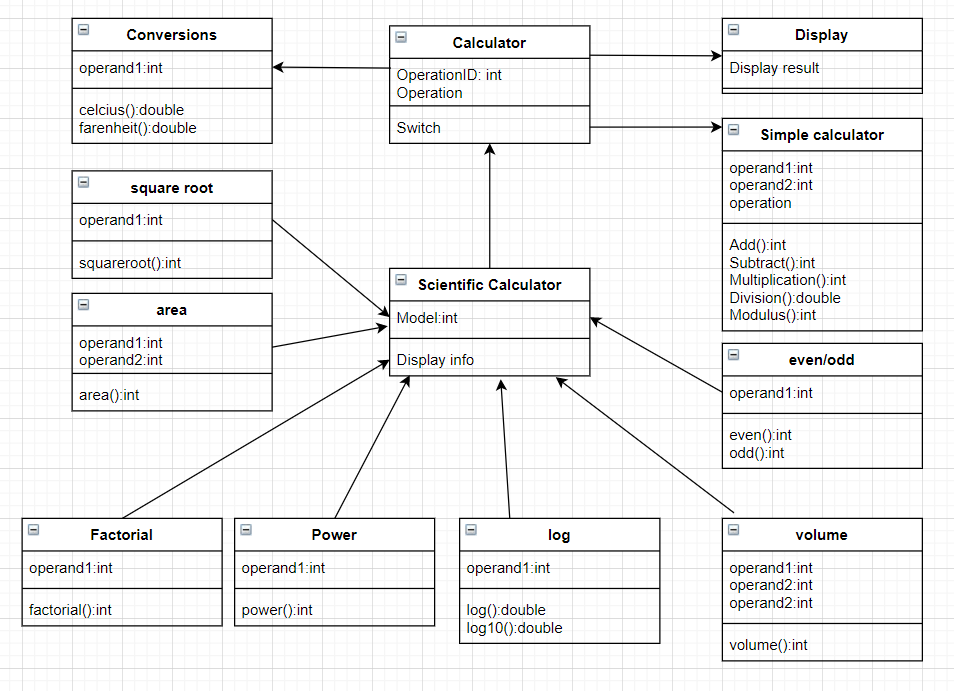 Conversions
operand1:int
celcius():double
farenheit():double
Calculator
OperationID: int
Operation
Switch
Display
Display result
Simple calculator
operand1:int
operand2:int
operation
Add():int
Subtract():int
Multiplication():int
Division():double
Modulus():int
square root
operand1:int
squareroot():int
Scientific Calculator
Model:int
Display info
area
operand1:int
operand2:int
area():int
even/odd
operand1:int
even():int
odd():int
Factorial
operand1:int
factorial():int
Power
operand1:int
power():int
log
operand1:int
log():double
log10():double
volume
operand1:int
operand2:int
operand2:int
volume():int